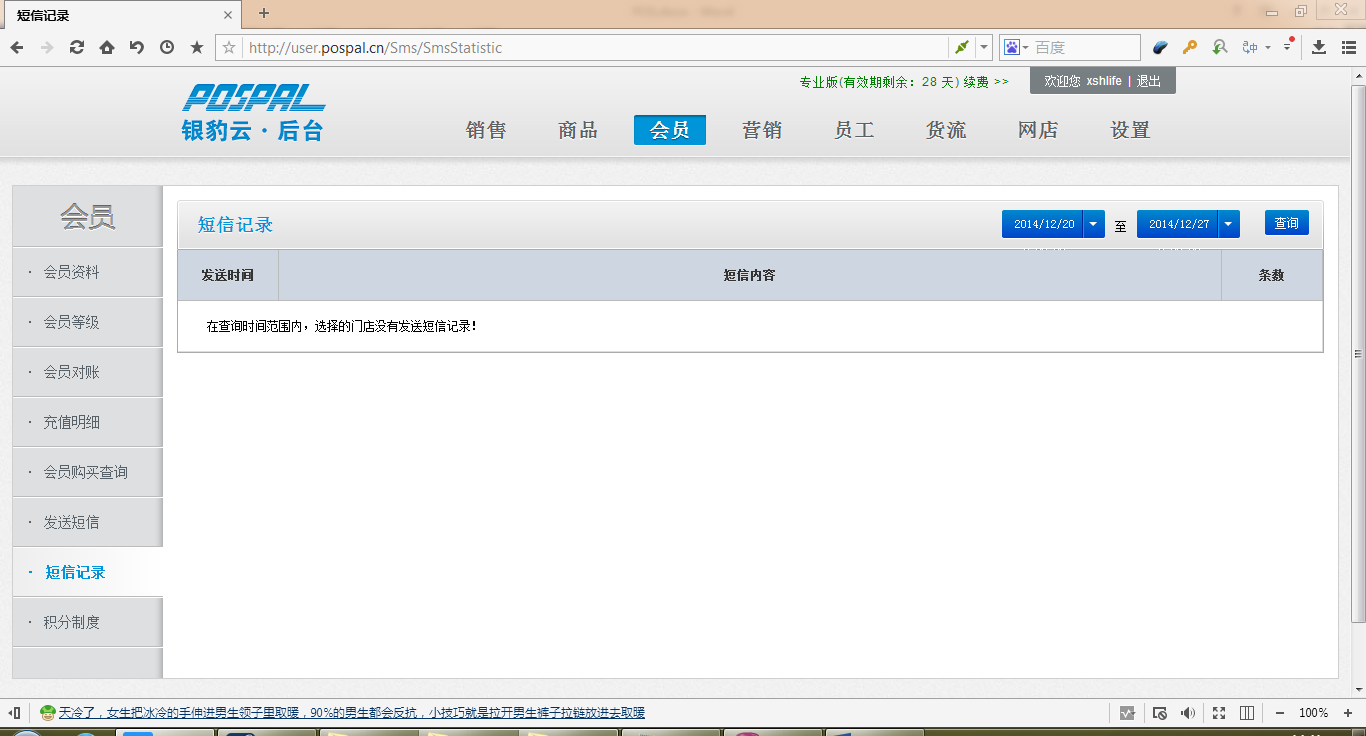 短信记录
http://user.pospal.cn/Sms/SmsStatistic
百度
专业版(有效期剩余: 28 天) 续费 >>
欢迎您 xshlife | 退出
POSPAL
银豹云·后台
销售 商品 会员 营销 员工 货流 网店 设置
会员
· 会员资料
· 会员等级
· 会员对账
· 充值明细
· 会员购买查询
· 发送短信
· 短信记录
· 积分制度
短信记录
2014/12/20 至 2014/12/27 查询
发送时间 短信内容 条数
在查询时间范围内，选择的门店没有发送短信记录！
天冷了，女生把冰冷的手伸进男生领子里取暖，90%的男生都会反抗，小技巧就是拉开男生裤子拉链放进去取暖
100%